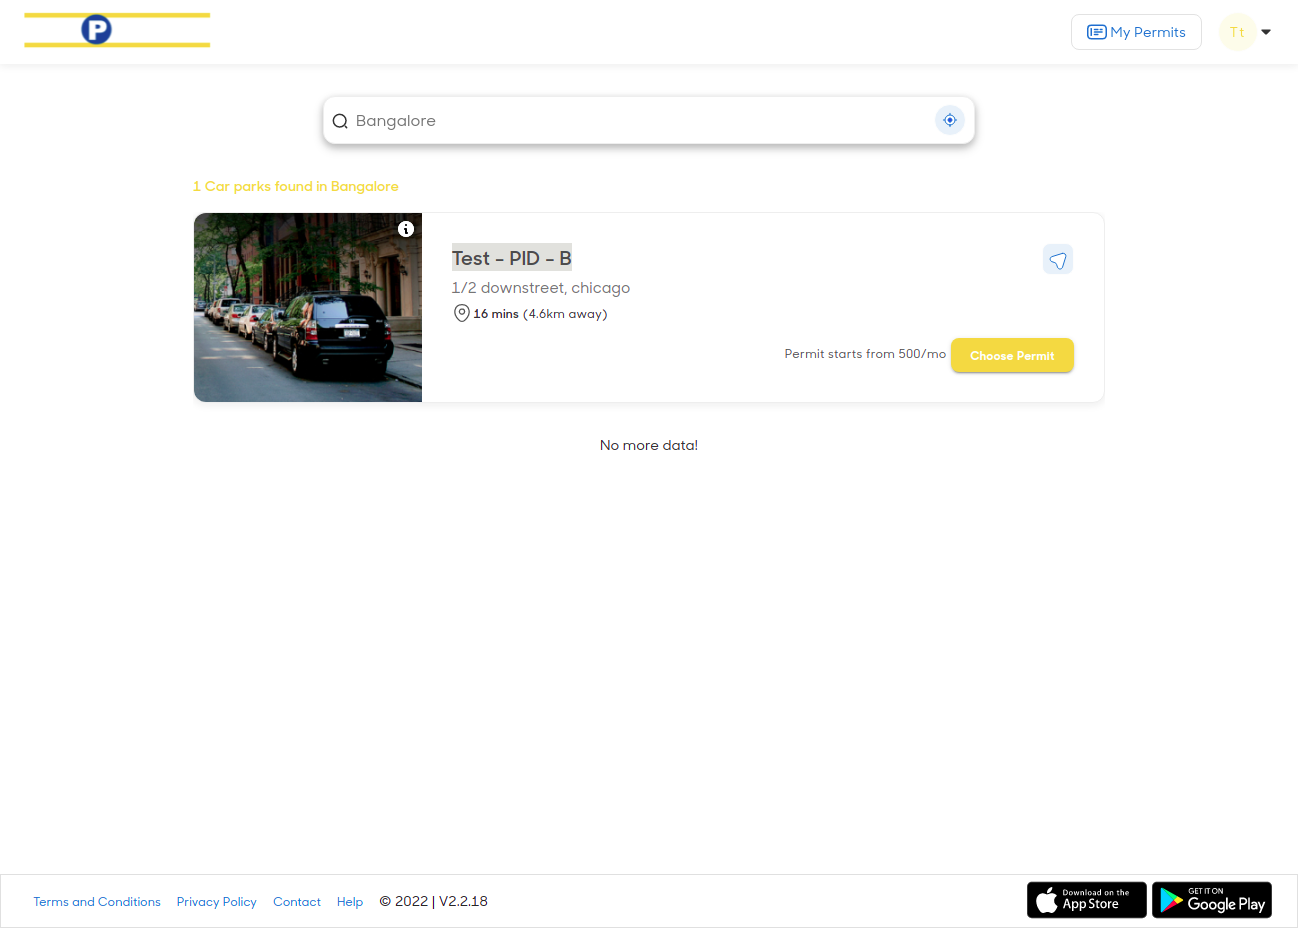 P
My Permits
Tt
Bangalore
1 Car parks found in Bangalore
Test - PID - B
1/2 downstreet, chicago
16 mins (4.6km away)
Permit starts from 500/mo
Choose Permit
No more data!
Terms and Conditions Privacy Policy Contact Help © 2022 | V2.2.18
Download on the
App Store
GET IT ON
Google Play